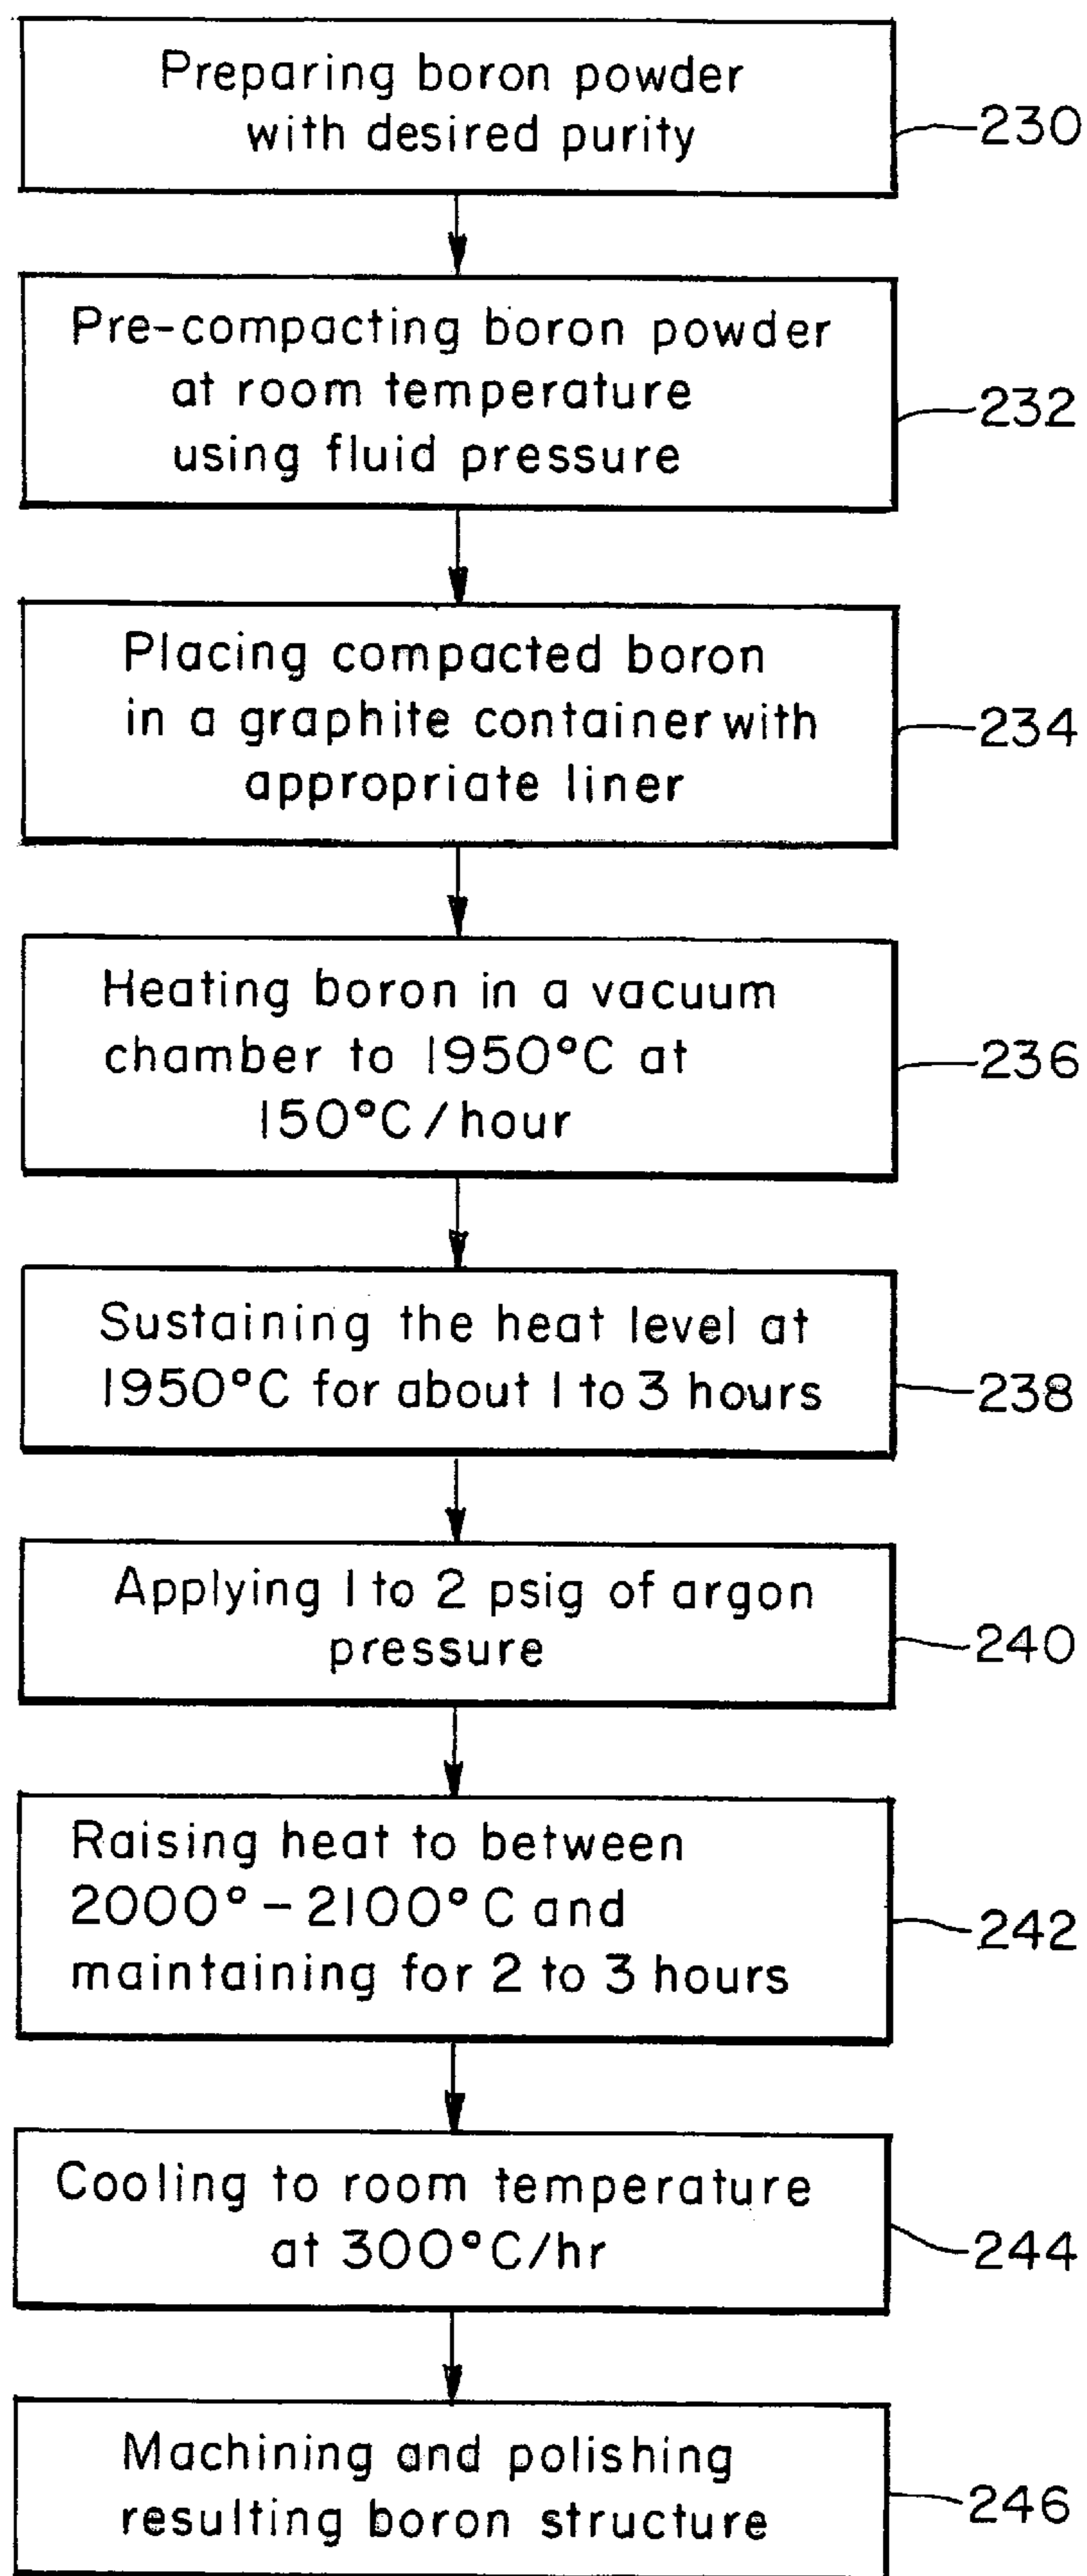 Preparing boron powder
with desired purity
230
Pre-compacting boron powder
at room temperature
using fluid pressure
232
Placing compacted boron
in a graphite container with
appropriate liner
234
Heating boron in a vacuum
chamber to 1950°C at
150°C/hour
236
Sustaining the heat level at
1950°C for about 1 to 3 hours
238
Applying 1 to 2 psig of argon
pressure
240
Raising heat to between
2000°-2100°C and
maintaining for 2 to 3 hours
242
Cooling to room temperature
at 300°C/hr
244
Machining and polishing
resulting boron structure
246